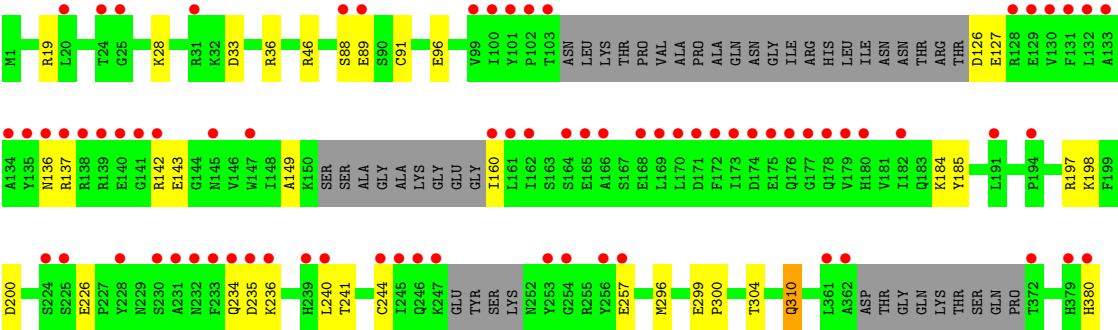 M1 R19 L20 T24 G25 K28 R31 K32 D33 R36 R46 S88 E89 S90 C91 E96 V99 I100 Y101 P102 T103 ASN LEU LYS THR PRO VAL ALA PRO ALA GLN ASN GLY ILE ARG HIS LEU ILE ASN ASN THR ARG THR D126 E127 R128 E129 V130 F131 L132 A133
A134 Y135 N136 R137 R138 R139 E140 G141 R142 E143 G144 N145 V146 W147 I148 A149 K150 SER SER ALA GLY ALA LYS GLY GLU GLY I160 L161 I162 S163 S164 E165 A166 S167 E168 L169 L170 D171 F172 I173 D174 E175 Q176 G177 Q178 V179 H180 V181 I182 Q183 K184 Y185 L191 P194 R197 K198 F199
D200 S224 S225 E226 P227 Y228 N229 S230 A231 N232 F233 Q234 D235 K236 H239 L240 T241 C244 I245 Q246 K247 GLU TYR SER LYS N252 Y253 G254 R255 Y256 E257 M296 E299 P300 T304 Q310 L361 A362 ASP THR GLY GLN LYS THR SER GLN PRO T372 H379 H380